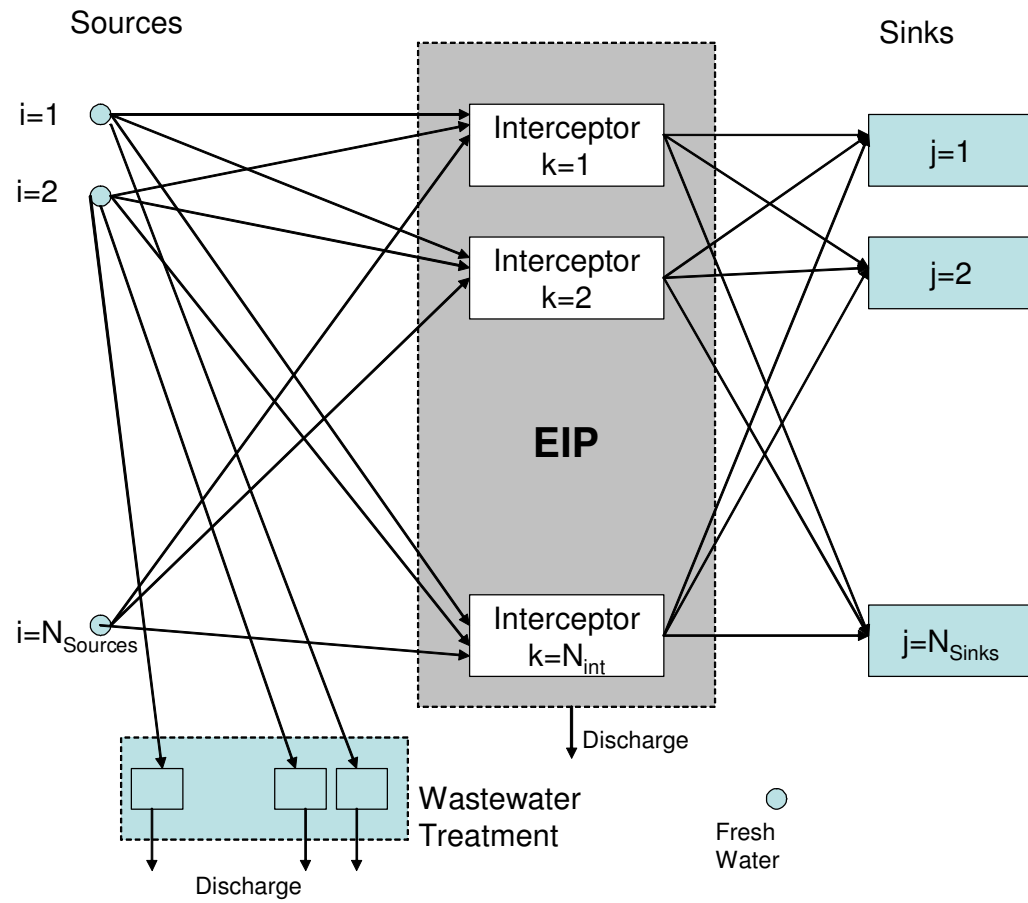 Sources
Sinks
i=1
Interceptor
k=1
j=1
i=2
Interceptor
k=2
j=2
EIP
i=N_Sources
Interceptor
k=N_int
j=N_Sinks
Discharge
Wastewater
Treatment
Fresh
Water
Discharge